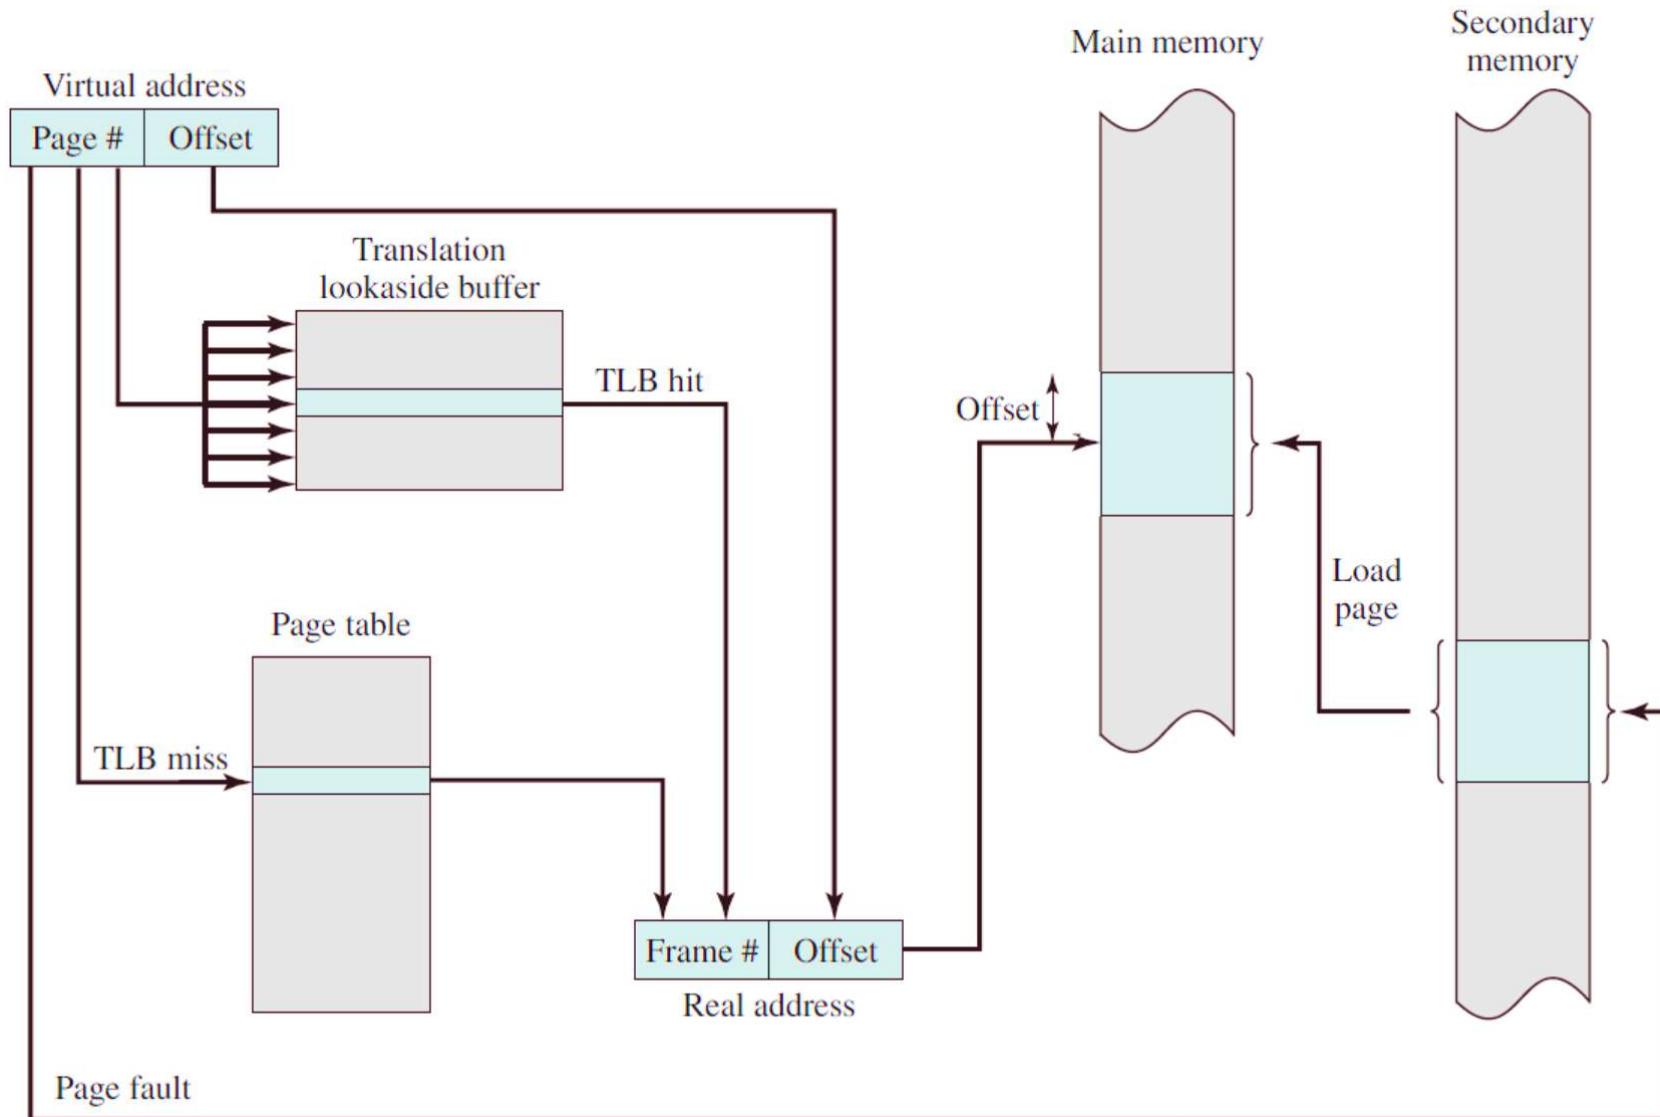 Secondary
memory
Main memory
Virtual address
Page #
Offset
Translation
lookaside buffer
TLB hit
Offset
Load
page
Page table
TLB miss
Frame #
Offset
Real address
Page fault